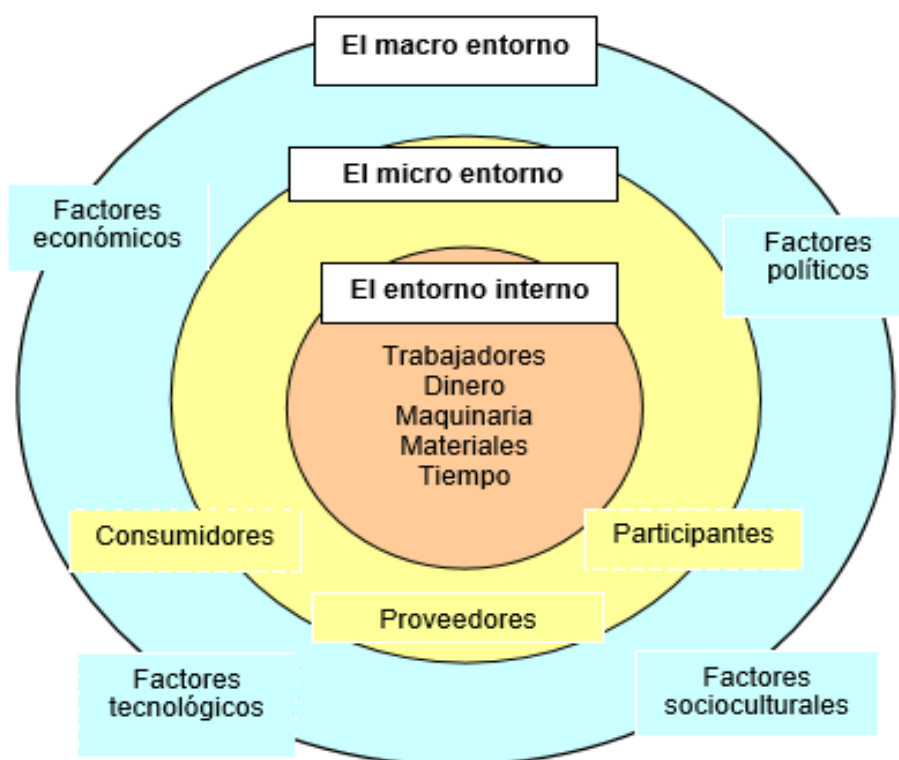 El macro entorno
El micro entorno
Factores
económicos
Factores
políticos
El entorno interno
Trabajadores
Dinero
Maquinaria
Materiales
Tiempo
Consumidores
Participantes
Proveedores
Factores
tecnológicos
Factores
socioculturales